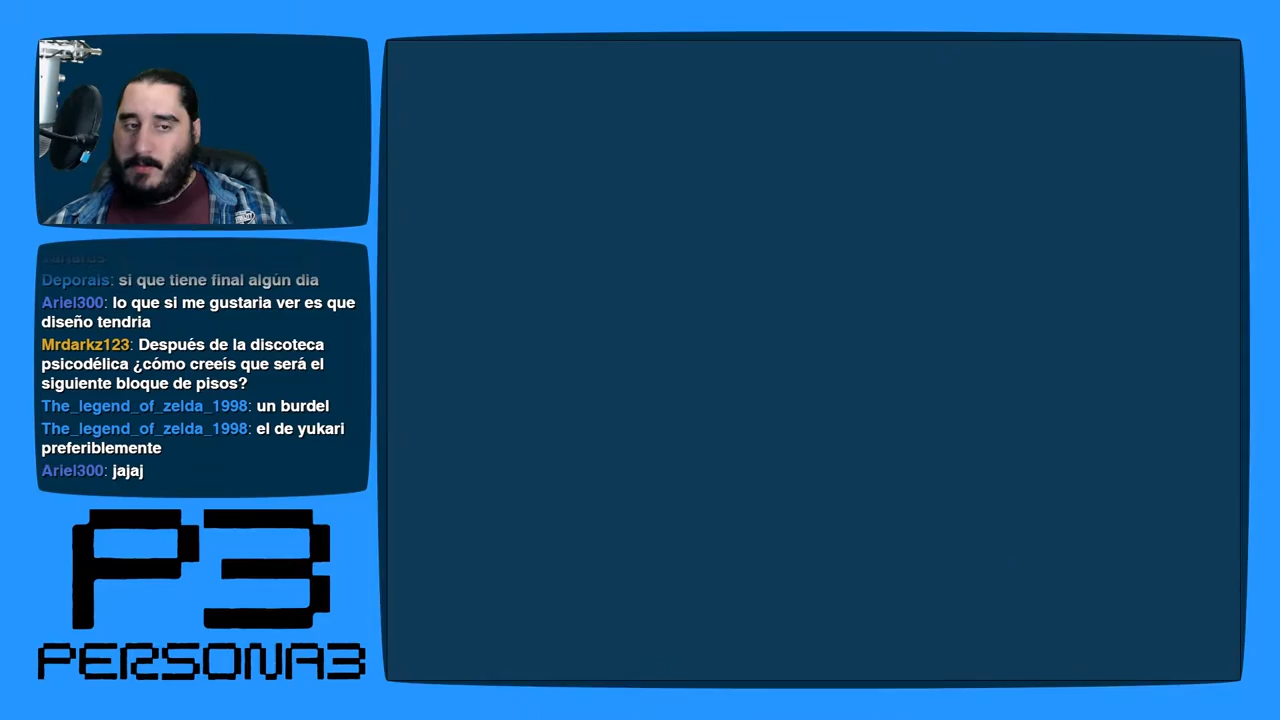 Deporais: si que tiene final algún dia
Ariel300: lo que si me gustaria ver es que
diseño tendria
Mrdarkz123: Después de la discoteca
psicodélica ¿cómo creeís que será el
siguiente bloque de pisos?
The_legend_of_zelda_1998: un burdel
The_legend_of_zelda_1998: el de yukari
preferiblemente
Ariel300: jajaj
P3
PERSONA3